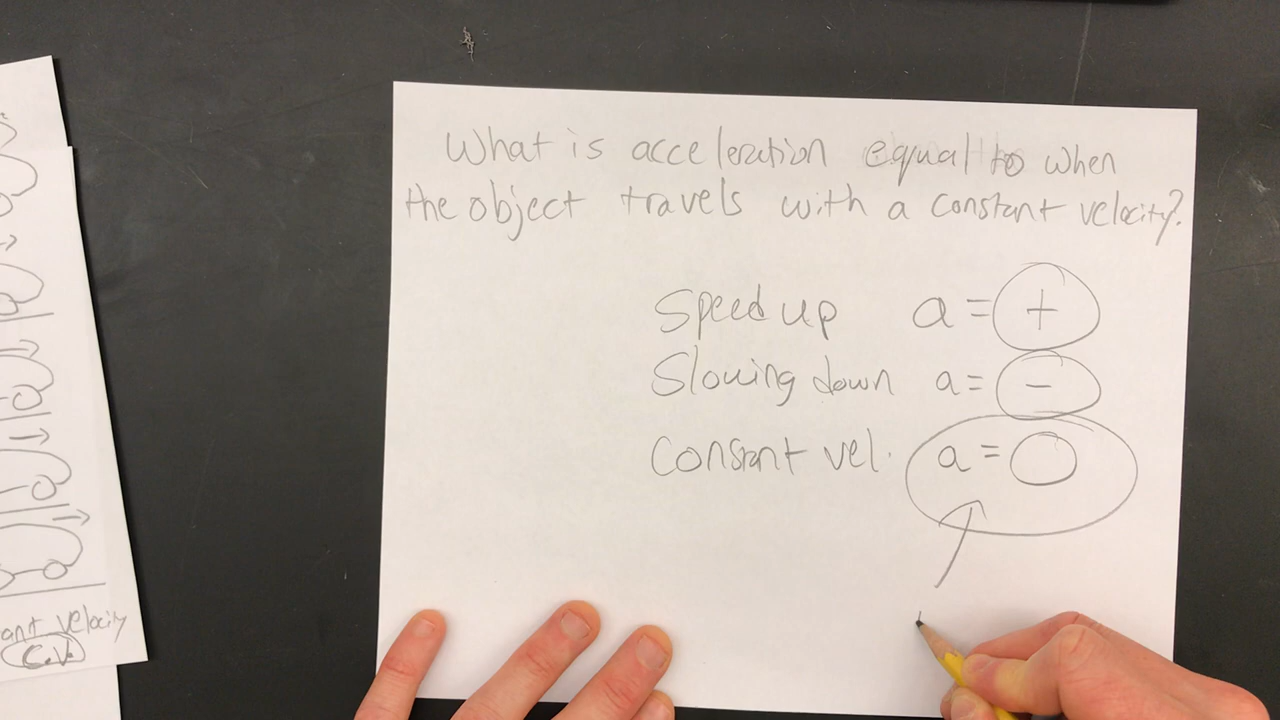 What is acceleration equal to when
the object travels with a constant velocity?
Speed up a = +
Slowing down a = -
Constant vel. a = 0
ant velocity
C.V.